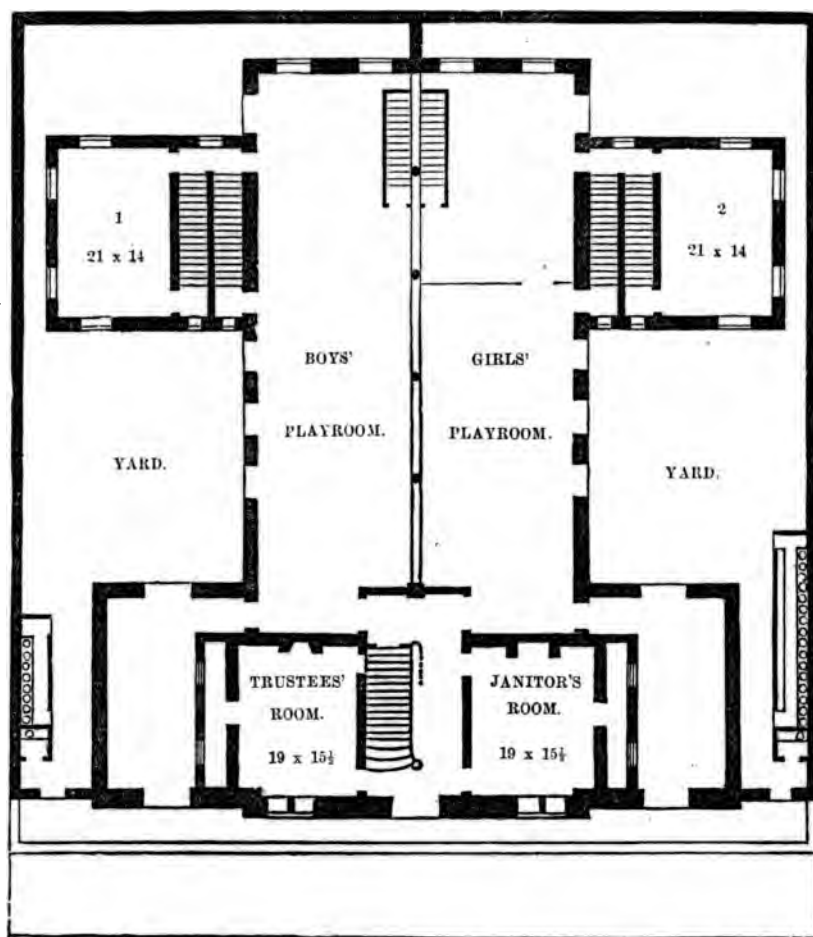 1
21 x 14
2
21 x 14
BOYS'
PLAYROOM.
GIRLS'
PLAYROOM.
YARD.
YARD.
TRUSTEES'
ROOM.
19 x 15½
JANITOR'S
ROOM.
19 x 15½